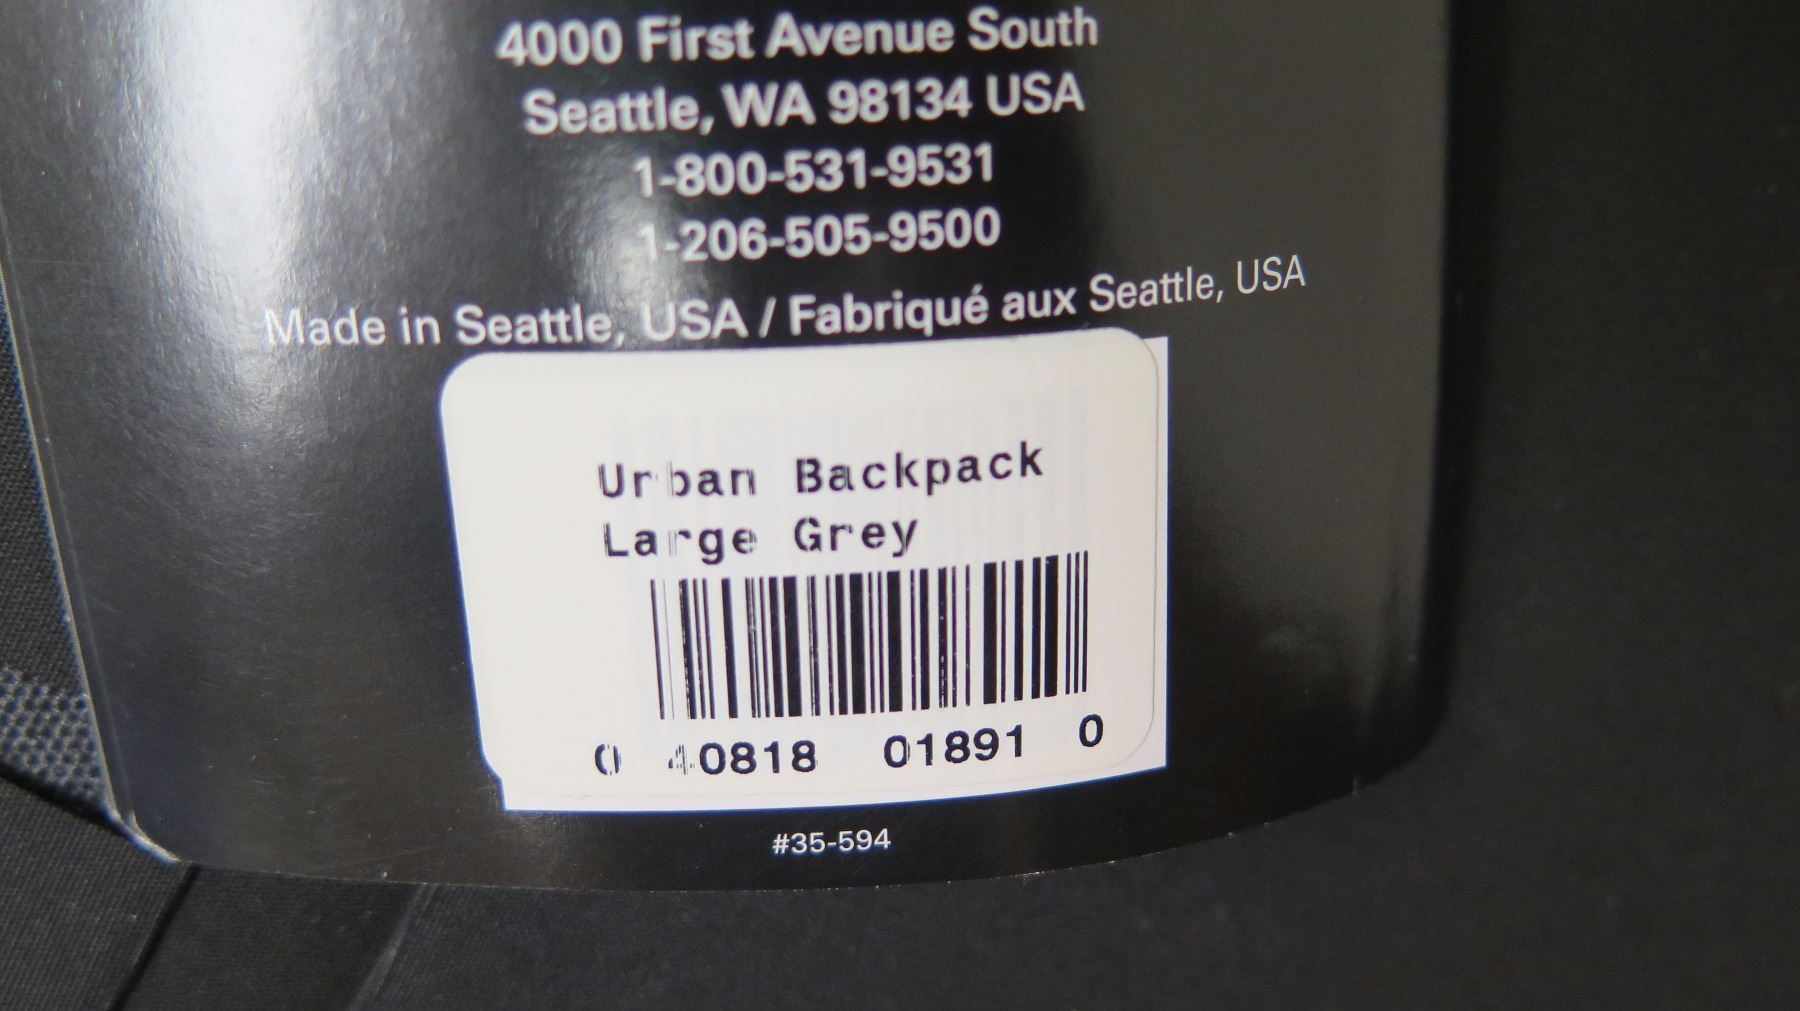 4000 First Avenue South
Seattle, WA 98134 USA
1-800-531-9531
1-206-505-9500
Made in Seattle, USA / Fabriqué aux Seattle, USA
Urban Backpack
Large Grey
0 40818 01891 0
#35-594